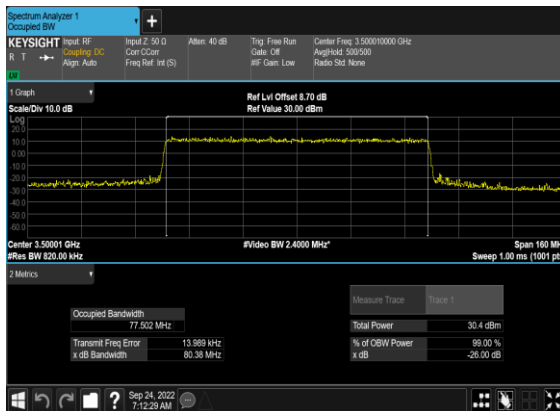 Spectrum Analyzer 1
Occupied BW
KEYSIGHT
R T
Input: RF
Coupling: DC
Align: Auto
Input Z: 50 Ω
Corr CCorr
Freq Ref: Int (S)
Atten: 40 dB
Trig: Free Run
Gate: Off
#IF Gain: Low
Center Freq: 3.500010000 GHz
Avg|Hold: 500/500
Radio Std: None
1 Graph
Scale/Div 10.0 dB
Ref Lvl Offset 8.70 dB
Ref Value 30.00 dBm
Log
20.0
10.0
0.00
-10.0
-20.0
-30.0
-40.0
-50.0
-60.0
Center 3.50001 GHz
#Res BW 820.00 kHz
#Video BW 2.4000 MHz*
Span 160 MH
Sweep 1.00 ms (1001 pts
2 Metrics
Measure Trace
Trace 1
Occupied Bandwidth
77.502 MHz
Total Power
30.4 dBm
Transmit Freq Error
13.989 kHz
% of OBW Power
99.00 %
x dB Bandwidth
80.38 MHz
x dB
-26.00 dB
Sep 24, 2022
7:12:29 AM